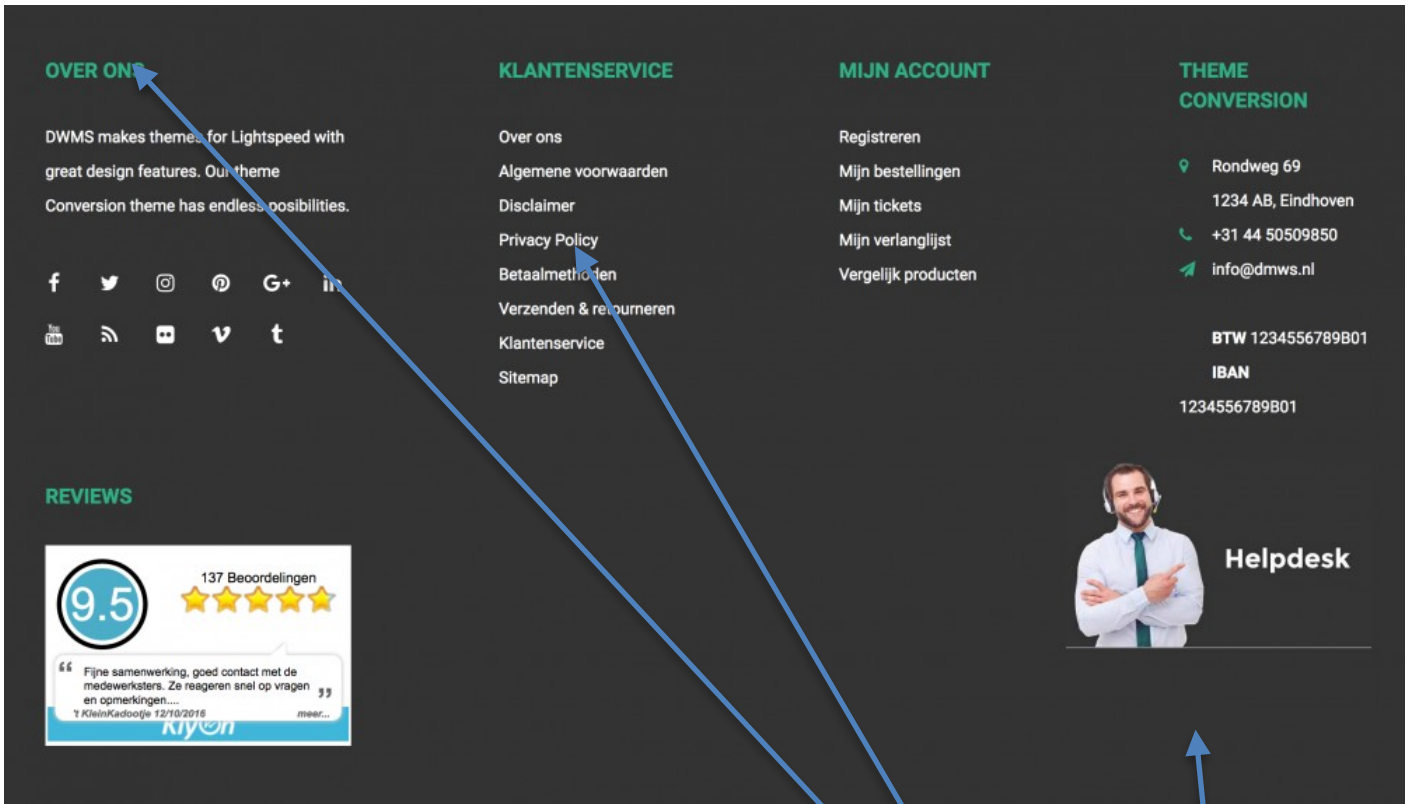 OVER ONS
DWMS makes themes for Lightspeed with
great design features. Our theme
Conversion theme has endless posibilities.
f G+ in
You
Tube t
KLANTENSERVICE
Over ons
Algemene voorwaarden
Disclaimer
Privacy Policy
Betaalmethoden
Verzenden & retourneren
Klantenservice
Sitemap
MIJN ACCOUNT
Registreren
Mijn bestellingen
Mijn tickets
Mijn verlanglijst
Vergelijk producten
THEME
CONVERSION
Rondweg 69
1234 AB, Eindhoven
+31 44 50509850
info@dmws.nl
BTW 1234556789B01
IBAN
1234556789B01
REVIEWS
9.5
137 Beoordelingen
“ Fijne samenwerking, goed contact met de
medewerksters. Ze reageren snel op vragen
en opmerkingen.... ”
't KleinKadootje 12/10/2016 meer...
Kiyoh
Helpdesk